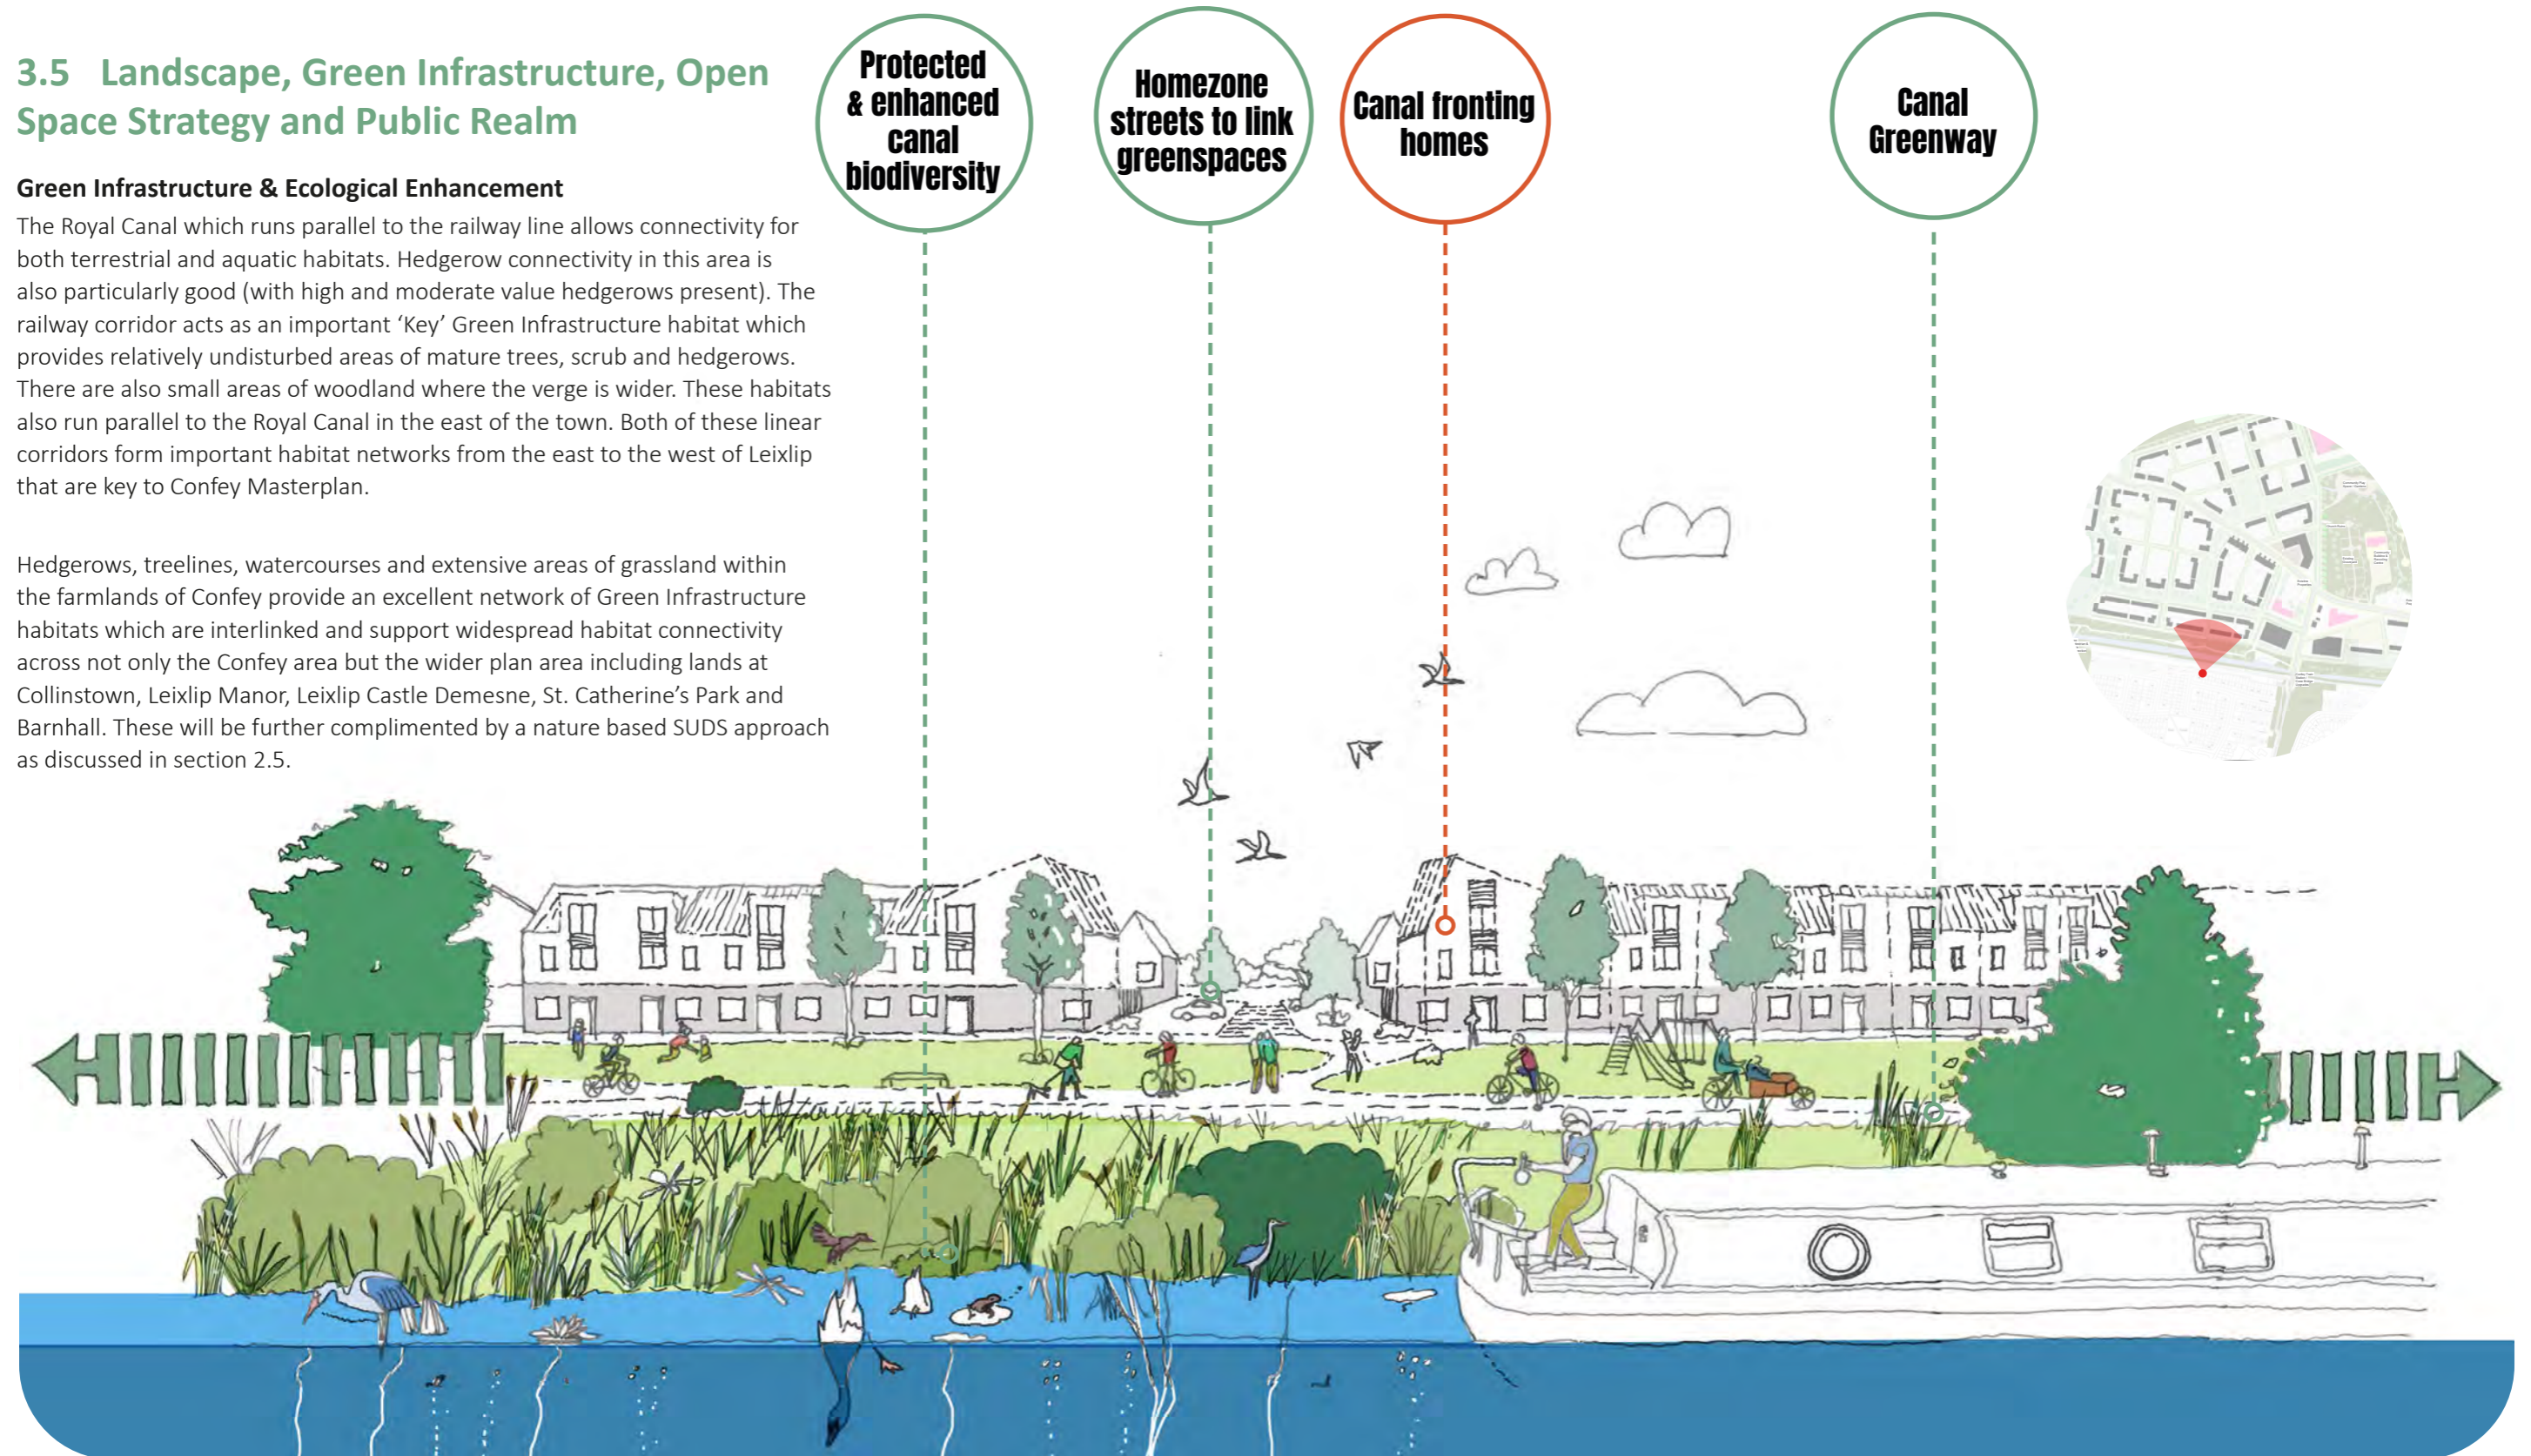 3.5 Landscape, Green Infrastructure, Open
Space Strategy and Public Realm
Green Infrastructure & Ecological Enhancement
The Royal Canal which runs parallel to the railway line allows connectivity for
both terrestrial and aquatic habitats. Hedgerow connectivity in this area is
also particularly good (with high and moderate value hedgerows present). The
railway corridor acts as an important ‘Key’ Green Infrastructure habitat which
provides relatively undisturbed areas of mature trees, scrub and hedgerows.
There are also small areas of woodland where the verge is wider. These habitats
also run parallel to the Royal Canal in the east of the town. Both of these linear
corridors form important habitat networks from the east to the west of Leixlip
that are key to Confey Masterplan.
Hedgerows, treelines, watercourses and extensive areas of grassland within
the farmlands of Confey provide an excellent network of Green Infrastructure
habitats which are interlinked and support widespread habitat connectivity
across not only the Confey area but the wider plan area including lands at
Collinstown, Leixlip Manor, Leixlip Castle Demesne, St. Catherine’s Park and
Barnhall. These will be further complimented by a nature based SUDS approach
as discussed in section 2.5.
Protected
& enhanced
canal
biodiversity
Homezone
streets to link
greenspaces
Canal fronting
homes
Canal
Greenway